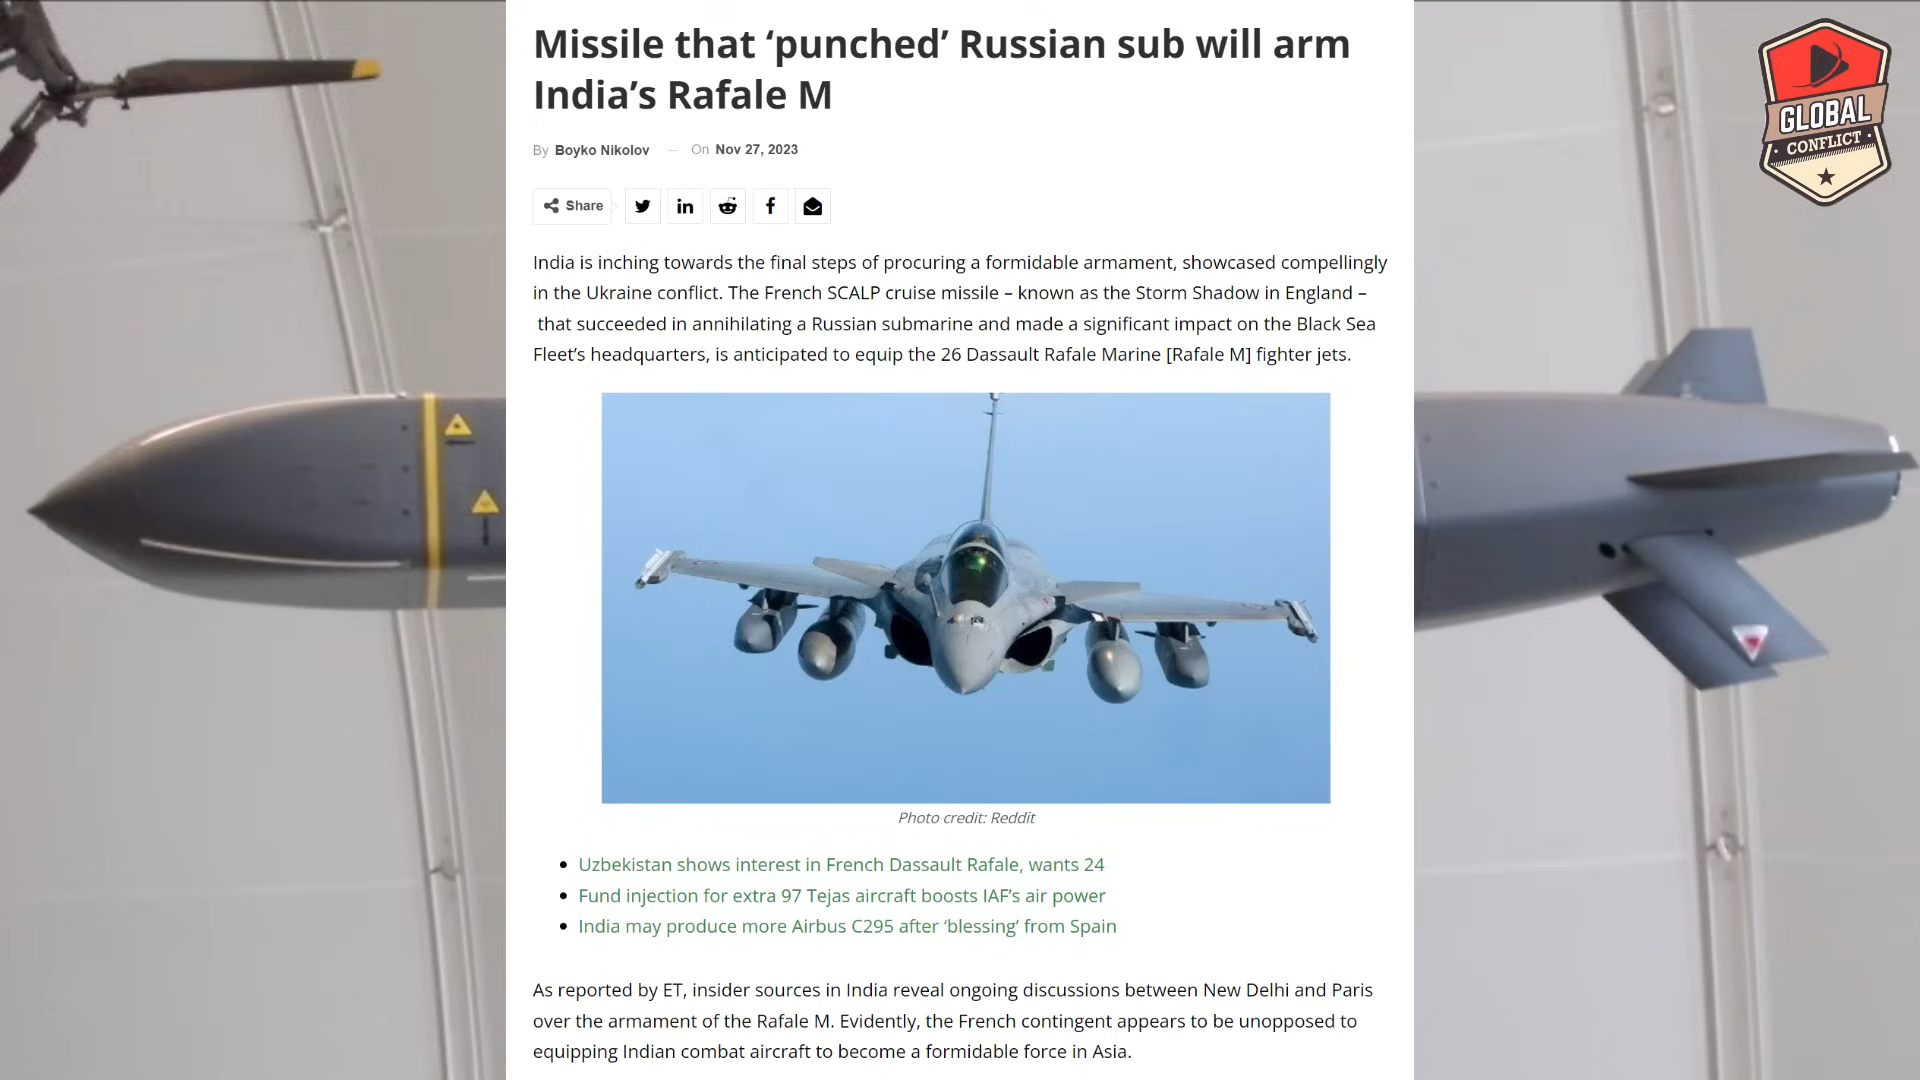 Missile that ‘punched’ Russian sub will arm
India’s Rafale M
By Boyko Nikolov — On Nov 27, 2023
Share
India is inching towards the final steps of procuring a formidable armament, showcased compellingly
in the Ukraine conflict. The French SCALP cruise missile – known as the Storm Shadow in England –
that succeeded in annihilating a Russian submarine and made a significant impact on the Black Sea
Fleet’s headquarters, is anticipated to equip the 26 Dassault Rafale Marine [Rafale M] fighter jets.
Photo credit: Reddit
Uzbekistan shows interest in French Dassault Rafale, wants 24
Fund injection for extra 97 Tejas aircraft boosts IAF’s air power
India may produce more Airbus C295 after ‘blessing’ from Spain
As reported by ET, insider sources in India reveal ongoing discussions between New Delhi and Paris
over the armament of the Rafale M. Evidently, the French contingent appears to be unopposed to
equipping Indian combat aircraft to become a formidable force in Asia.
GLOBAL
CONFLICT